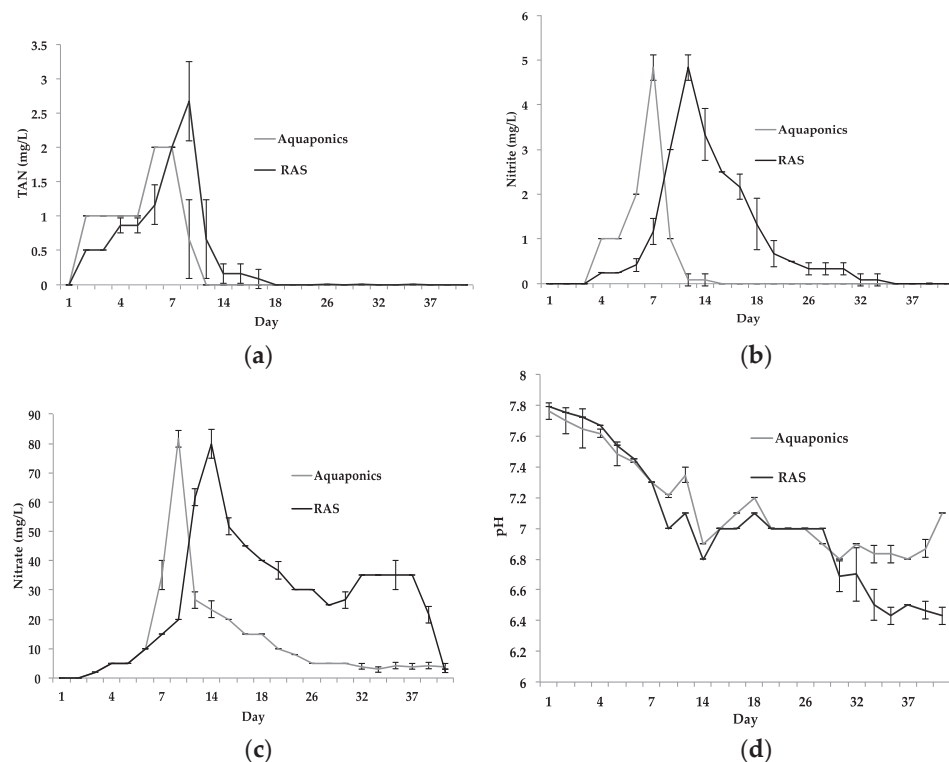 3.5
3
2.5
2
1.5
1
0.5
0
TAN (mg/L)
Aquaponics
RAS
1 4 7 14 18 26 32 37
Day
(a)
6
5
4
3
2
1
0
Nitrite (mg/L)
Aquaponics
RAS
1 4 7 14 18 26 32 37
Day
(b)
90
80
70
60
50
40
30
20
10
0
Nitrate (mg/L)
Aquaponics
RAS
1 4 7 14 18 26 32 37
Day
(c)
8
7.8
7.6
7.4
7.2
7
6.8
6.6
6.4
6.2
6
pH
Aquaponics
RAS
1 4 7 14 18 26 32 37
Day
(d)